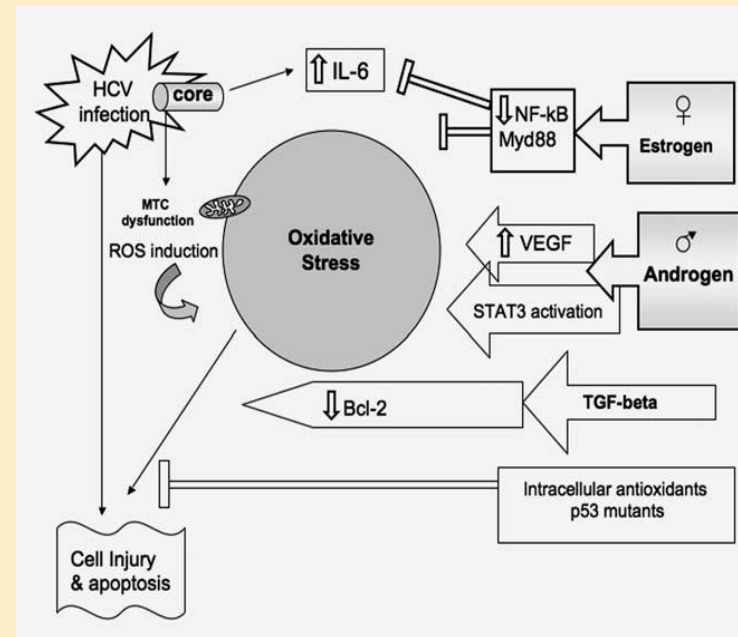 HCV
infection
core
⇧ IL-6
⇩NF-kB
Myd88
♀
Estrogen
MTC
dysfunction
ROS induction
Oxidative
Stress
⇧ VEGF
STAT3 activation
♂
Androgen
⇩Bcl-2
TGF-beta
Intracellular antioxidants
p53 mutants
Cell Injury
& apoptosis